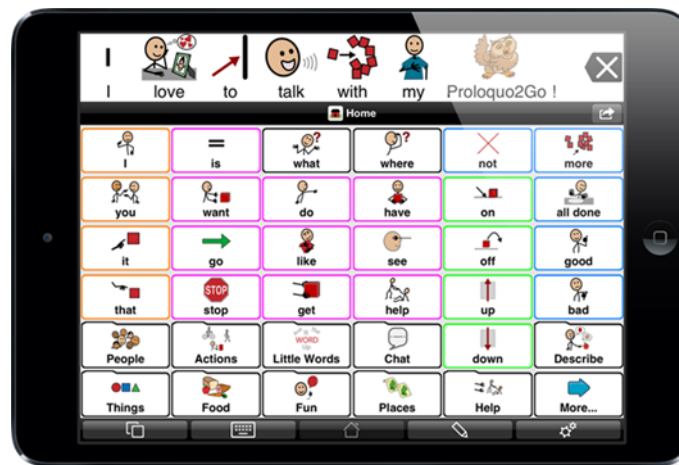 I love to talk with my Proloquo2Go !
Home
I is what where not more
you want do have on all done
it go like see off good
that STOP stop get help up bad
WORD
People Actions Little Words Chat down Describe
Things Food Fun Places Help More...